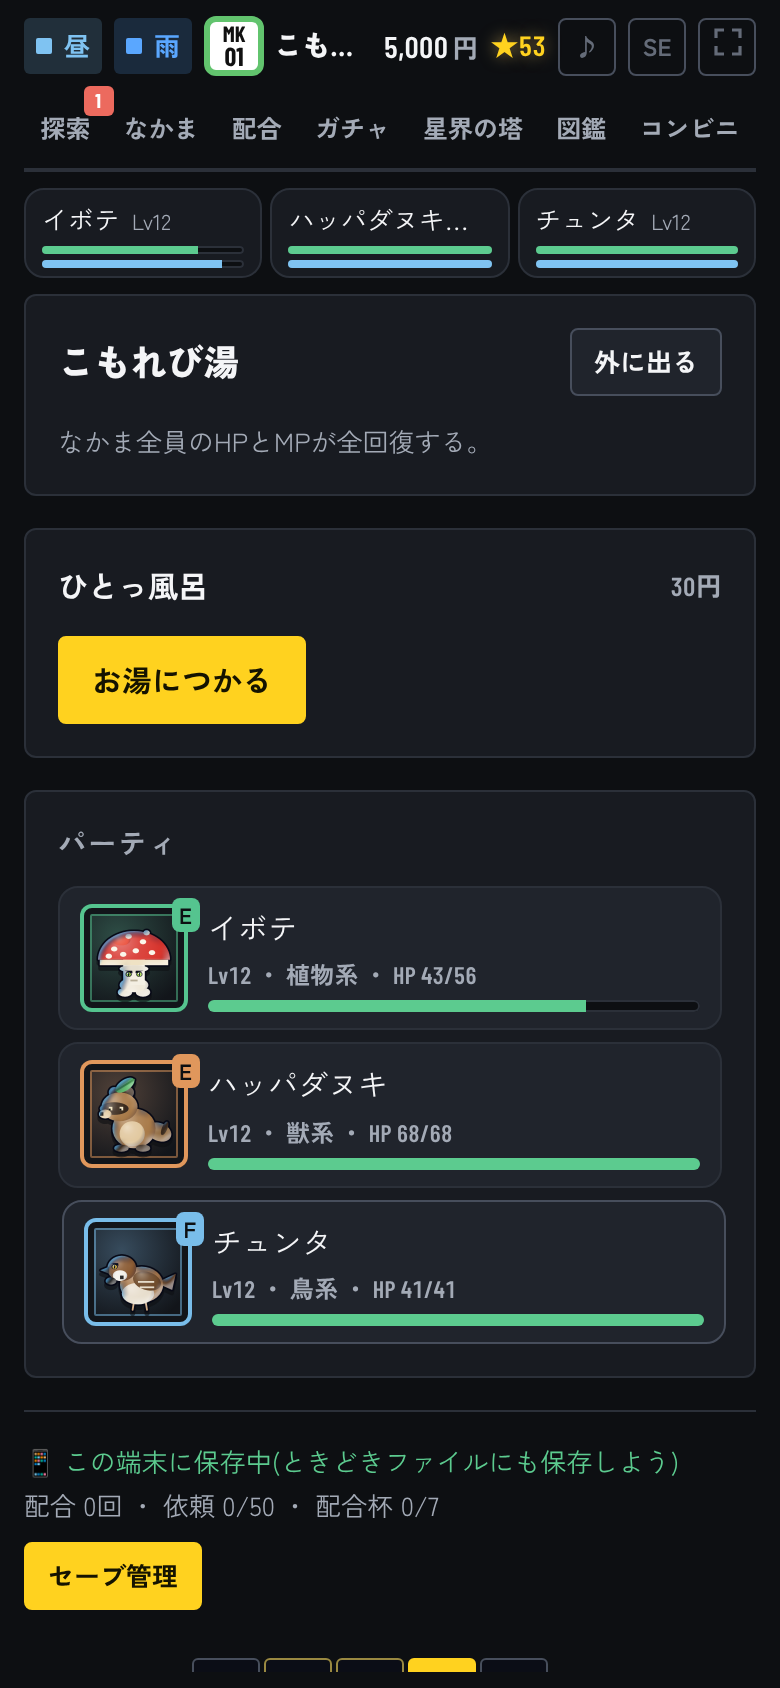 昼 雨 MK 01 こも… 5,000 円 ★53 ♪ SE
1
探索 なかま 配合 ガチャ 星界の塔 図鑑 コンビニ
イボテ Lv12 ハッパダヌキ… チュンタ Lv12
こもれび湯 外に出る
なかま全員のHPとMPが全回復する。
ひとっ風呂 30円
お湯につかる
パーティ
E イボテ
Lv12 ・ 植物系 ・ HP 43/56
E ハッパダヌキ
Lv12 ・ 獣系 ・ HP 68/68
F チュンタ
Lv12 ・ 鳥系 ・ HP 41/41
この端末に保存中(ときどきファイルにも保存しよう)
配合 0回 ・ 依頼 0/50 ・ 配合杯 0/7
セーブ管理